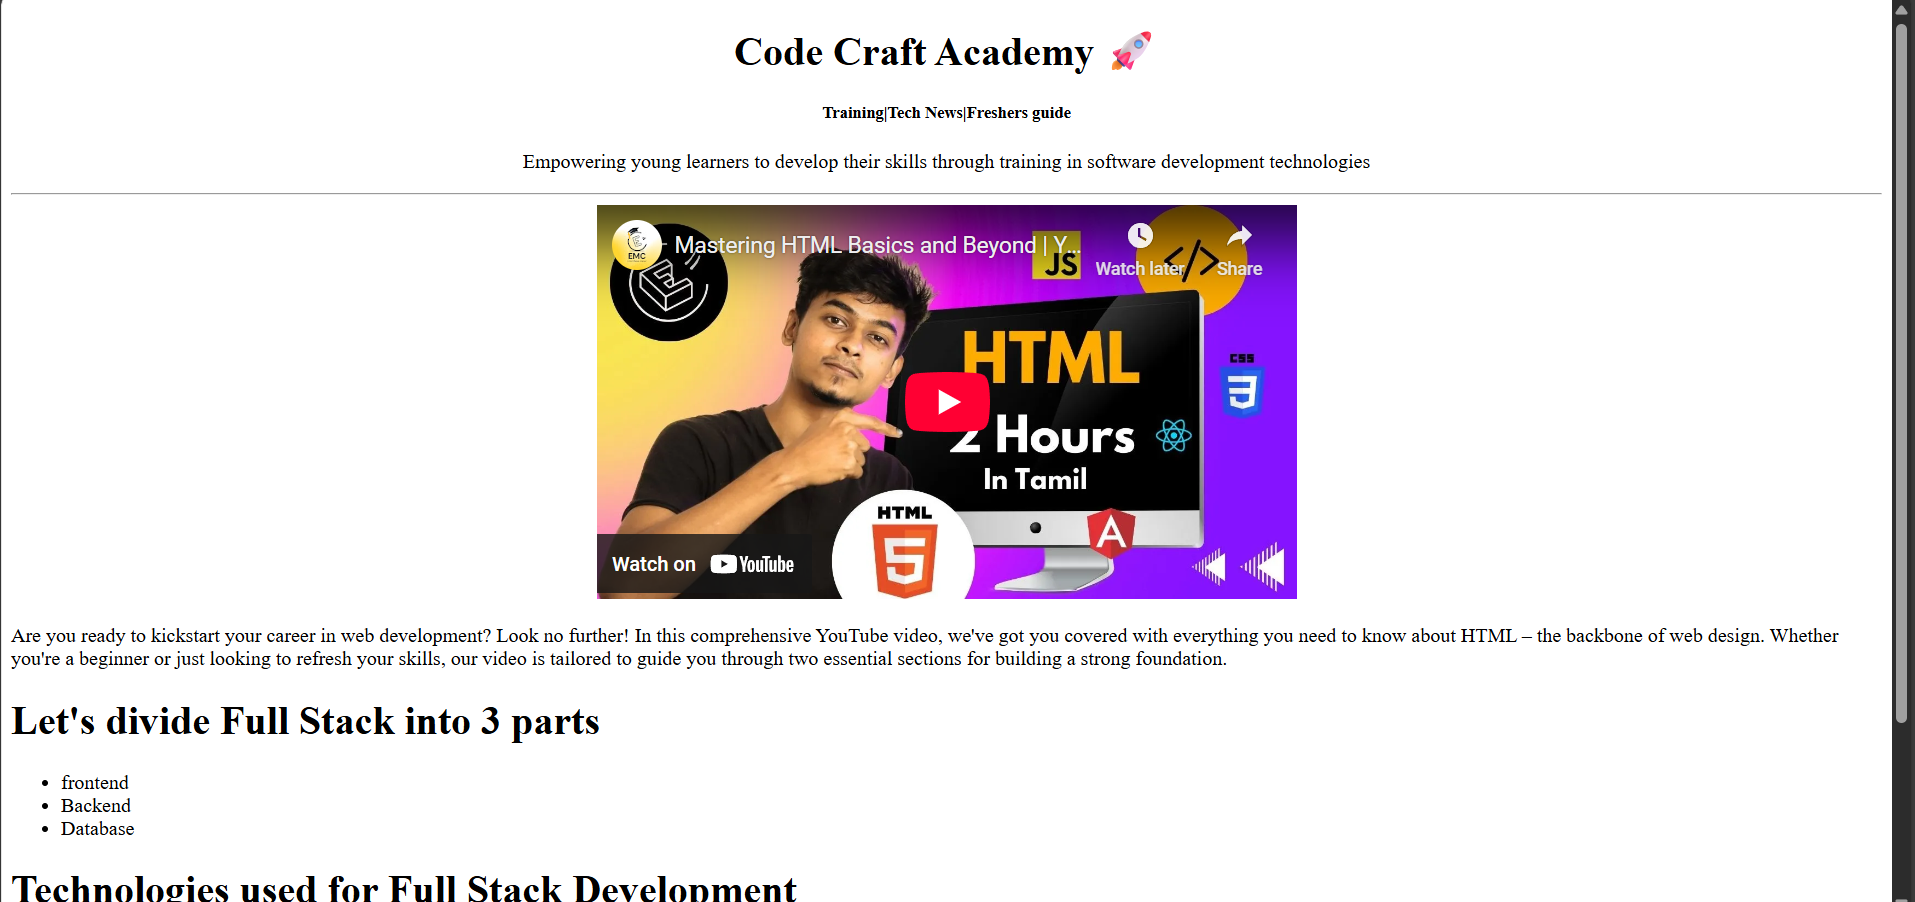 Code Craft Academy 🚀
Training|Tech News|Freshers guide
Empowering young learners to develop their skills through training in software development technologies
EMC
Mastering HTML Basics and Beyond | Y...
JS
Watch later
</>
Share
HTML
CSS
2 Hours
In Tamil
HTML
Watch on YouTube
Are you ready to kickstart your career in web development? Look no further! In this comprehensive YouTube video, we've got you covered with everything you need to know about HTML – the backbone of web design. Whether
you're a beginner or just looking to refresh your skills, our video is tailored to guide you through two essential sections for building a strong foundation.
Let's divide Full Stack into 3 parts
• frontend
• Backend
• Database
Technologies used for Full Stack Development